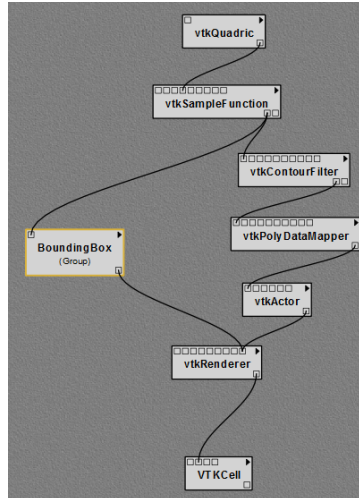 vtkQuadric
vtkSampleFunction
vtkContourFilter
vtkPolyDataMapper
BoundingBox
(Group)
vtkActor
vtkRenderer
VTKCell